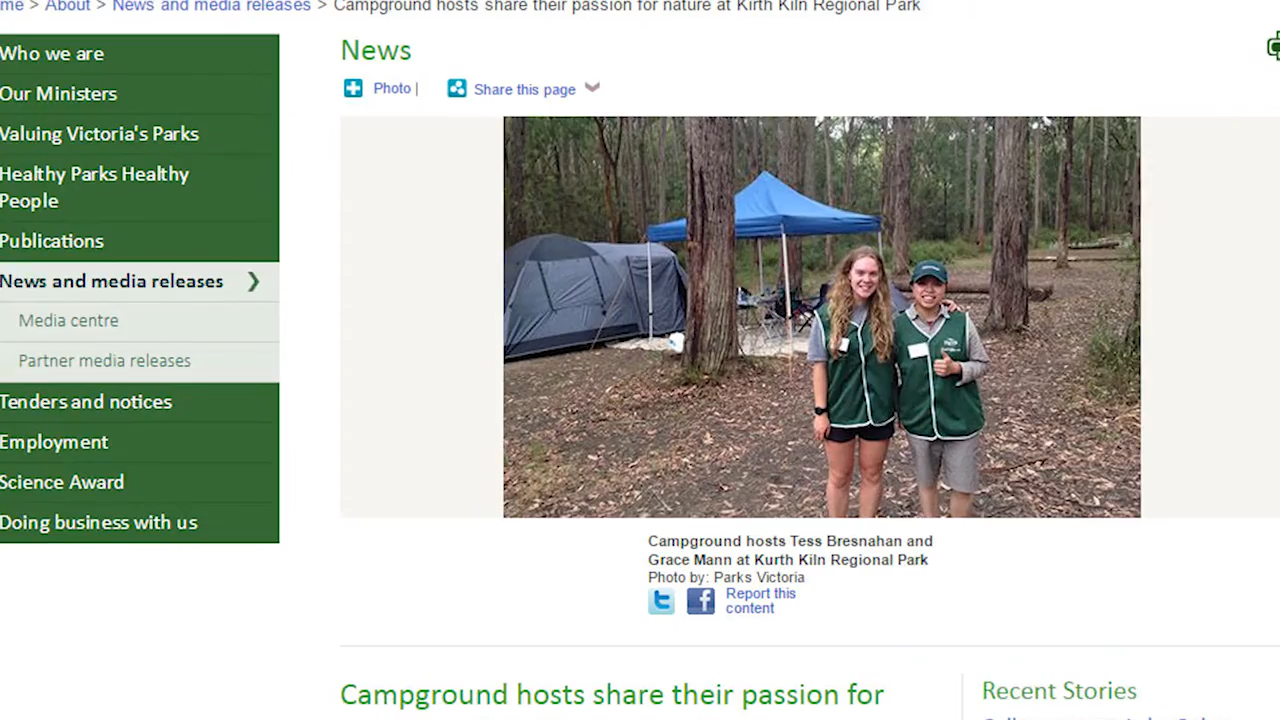 me > About > News and media releases > Campground hosts share their passion for nature at Kirth Kiln Regional Park
Who we are
Our Ministers
Valuing Victoria's Parks
Healthy Parks Healthy
People
Publications
News and media releases
Media centre
Partner media releases
Tenders and notices
Employment
Science Award
Doing business with us
News
Photo |
Share this page
Campground hosts Tess Bresnahan and
Grace Mann at Kurth Kiln Regional Park
Photo by: Parks Victoria
Report this
content
Campground hosts share their passion for
Recent Stories